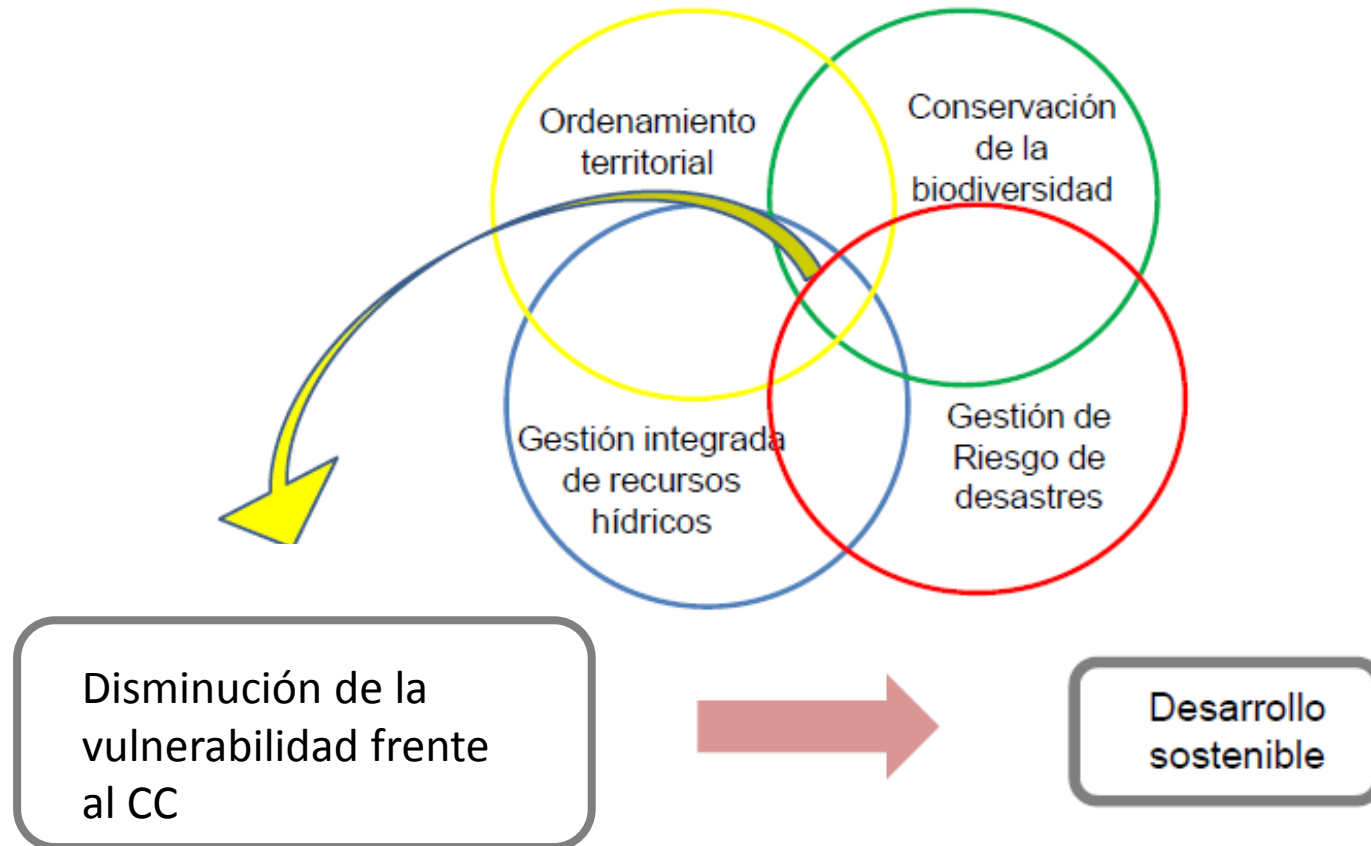 Ordenamiento
territorial
Conservación
de la
biodiversidad
Gestión integrada
de recursos
hídricos
Gestión de
Riesgo de
desastres
Disminución de la
vulnerabilidad frente
al CC
Desarrollo
sostenible